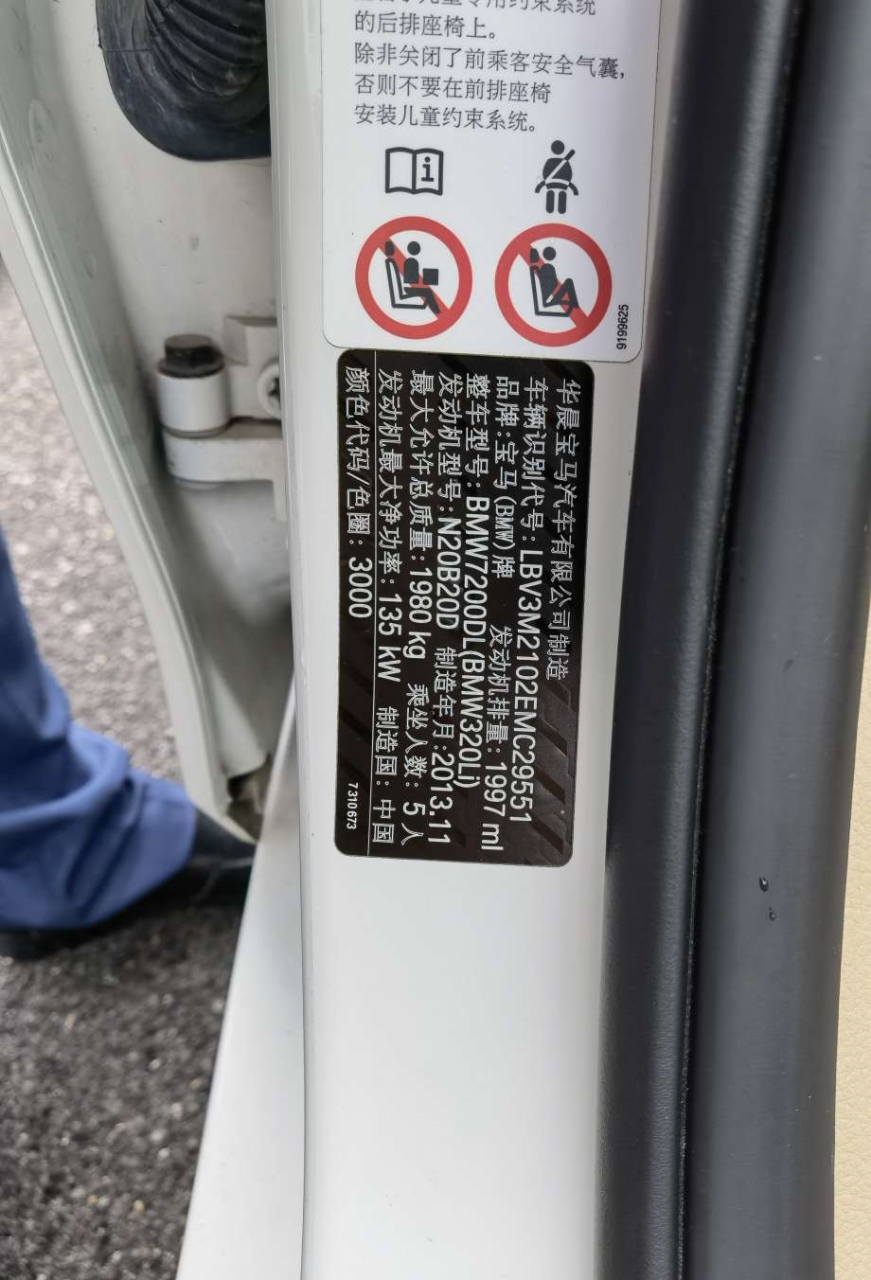 的后排座椅上。
除非关闭了前乘客安全气囊，
否则不要在前排座椅
安装儿童约束系统。
9199625
华晨宝马汽车有限公司制造
车辆识别代号：LBV3M2102EMC29551
品牌：宝马(BMW)牌 发动机排量：1997 ml
整车型号：BMW7200DL(BMW320Li)
发动机型号：N20B20D 制造年月：2013.11
最大允许总质量：1980 kg 乘坐人数：5 人
发动机最大净功率：135 kW 制造国：中国
颜色代码/色圈：3000
7310673